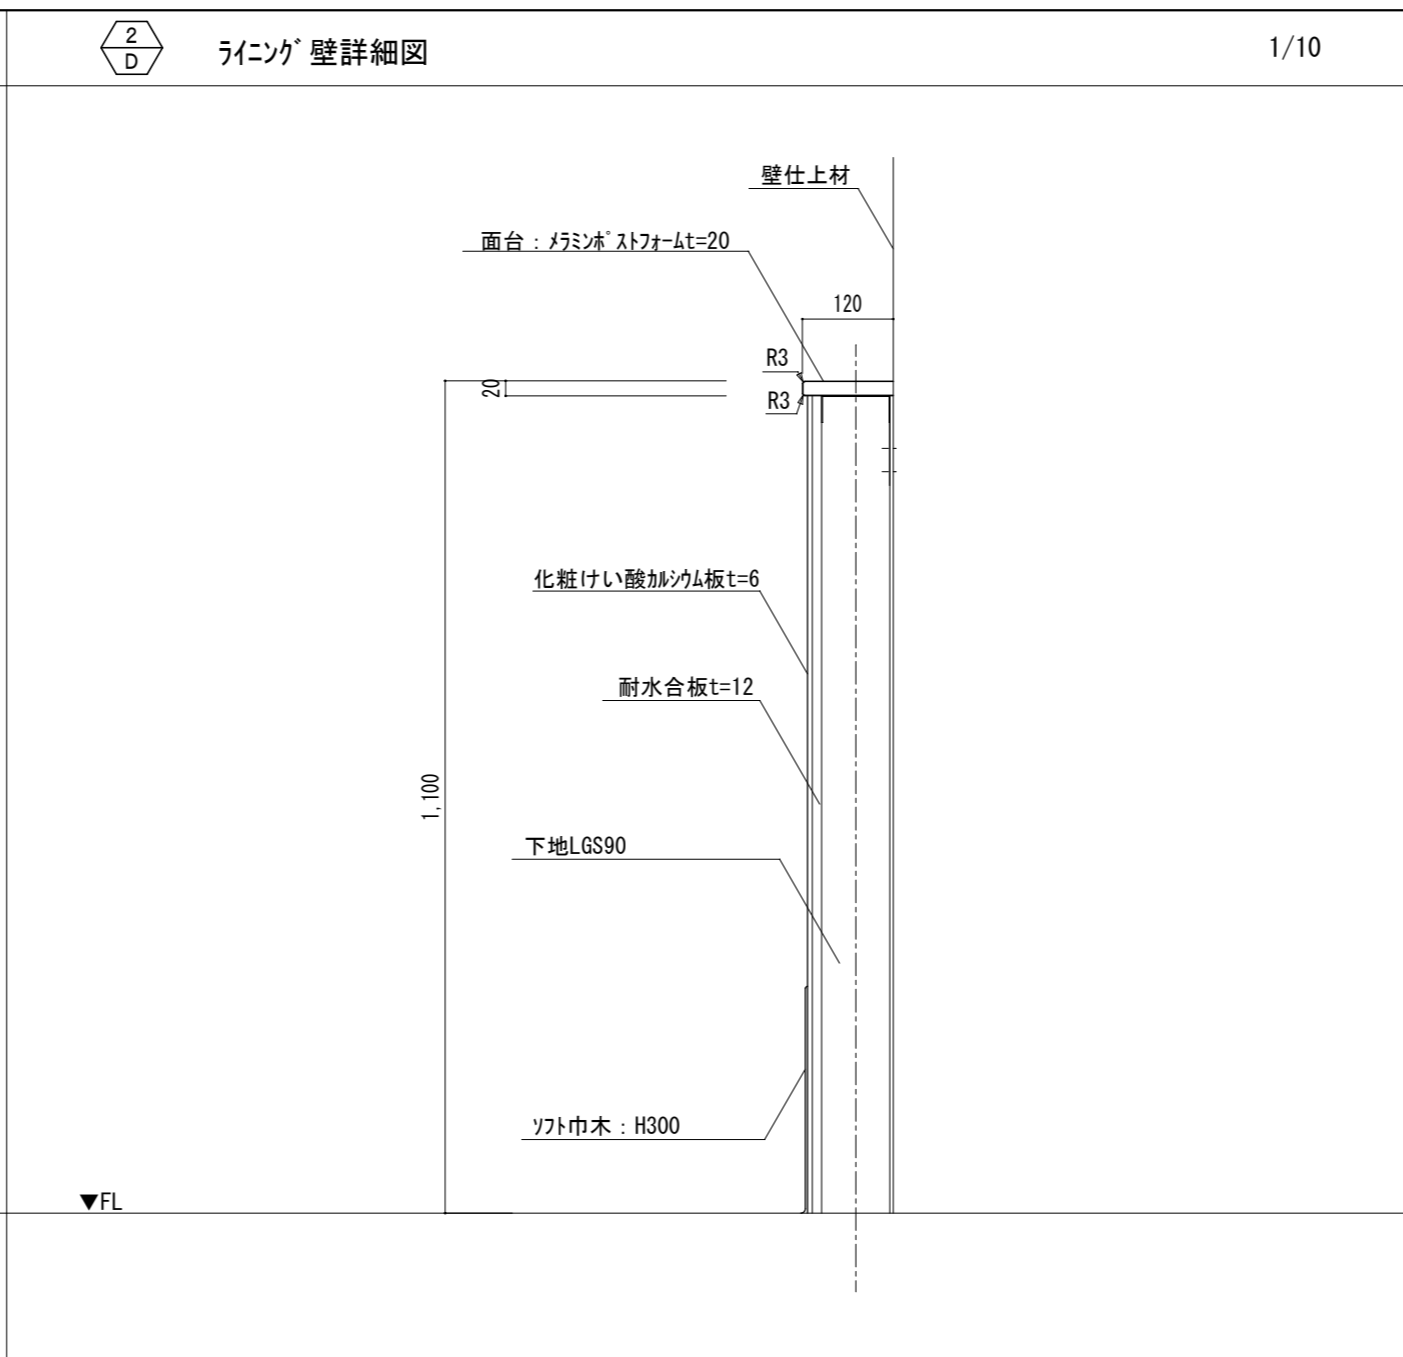 2
D
ﾗｲﾆﾝｸﾞ壁詳細図
1/10
壁仕上材
面台：ﾒﾗﾐﾝﾎﾟｽﾄﾌｫｰﾑt=20
120
R3
20
R3
化粧けい酸ｶﾙｼｳﾑ板t=6
耐水合板t=12
1,100
下地LGS90
ｿﾌﾄ巾木：H300
▼FL